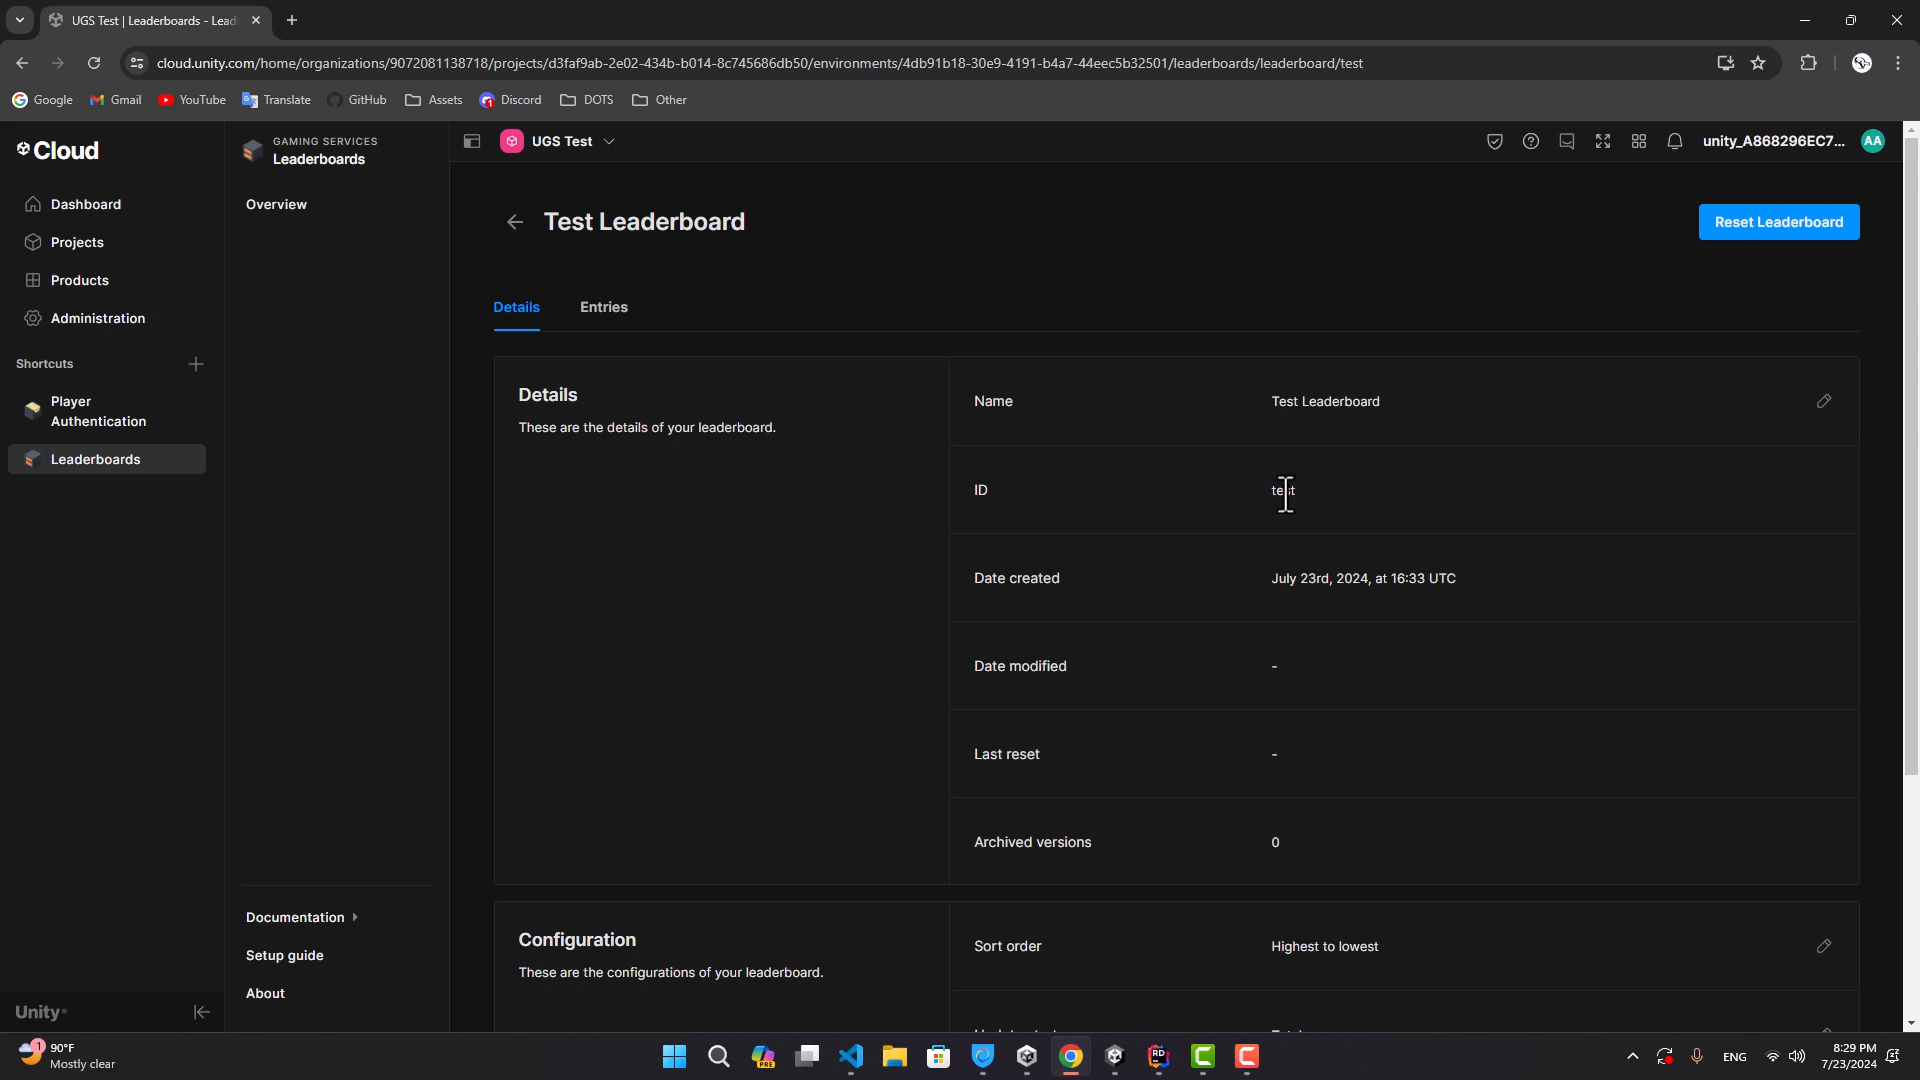 UGS Test | Leaderboards - Lead
cloud.unity.com/home/organizations/9072081138718/projects/d3faf9ab-2e02-434b-b014-8c745686db50/environments/4db91b18-30e9-4191-b4a7-44eec5b32501/leaderboards/leaderboard/test
Google Gmail YouTube Translate GitHub Assets Discord DOTS Other
Cloud
Dashboard
Projects
Products
Administration
Shortcuts
Player
Authentication
Leaderboards
Unity
GAMING SERVICES
Leaderboards
Overview
Documentation
Setup guide
About
UGS Test
unity_A868296EC7... AA
Test Leaderboard
Reset Leaderboard
Details Entries
Details
These are the details of your leaderboard.
Name Test Leaderboard
ID test
Date created July 23rd, 2024, at 16:33 UTC
Date modified -
Last reset -
Archived versions 0
Configuration
These are the configurations of your leaderboard.
Sort order Highest to lowest
1
90°F
Mostly clear
PRE
RD
ENG
8:29 PM
7/23/2024